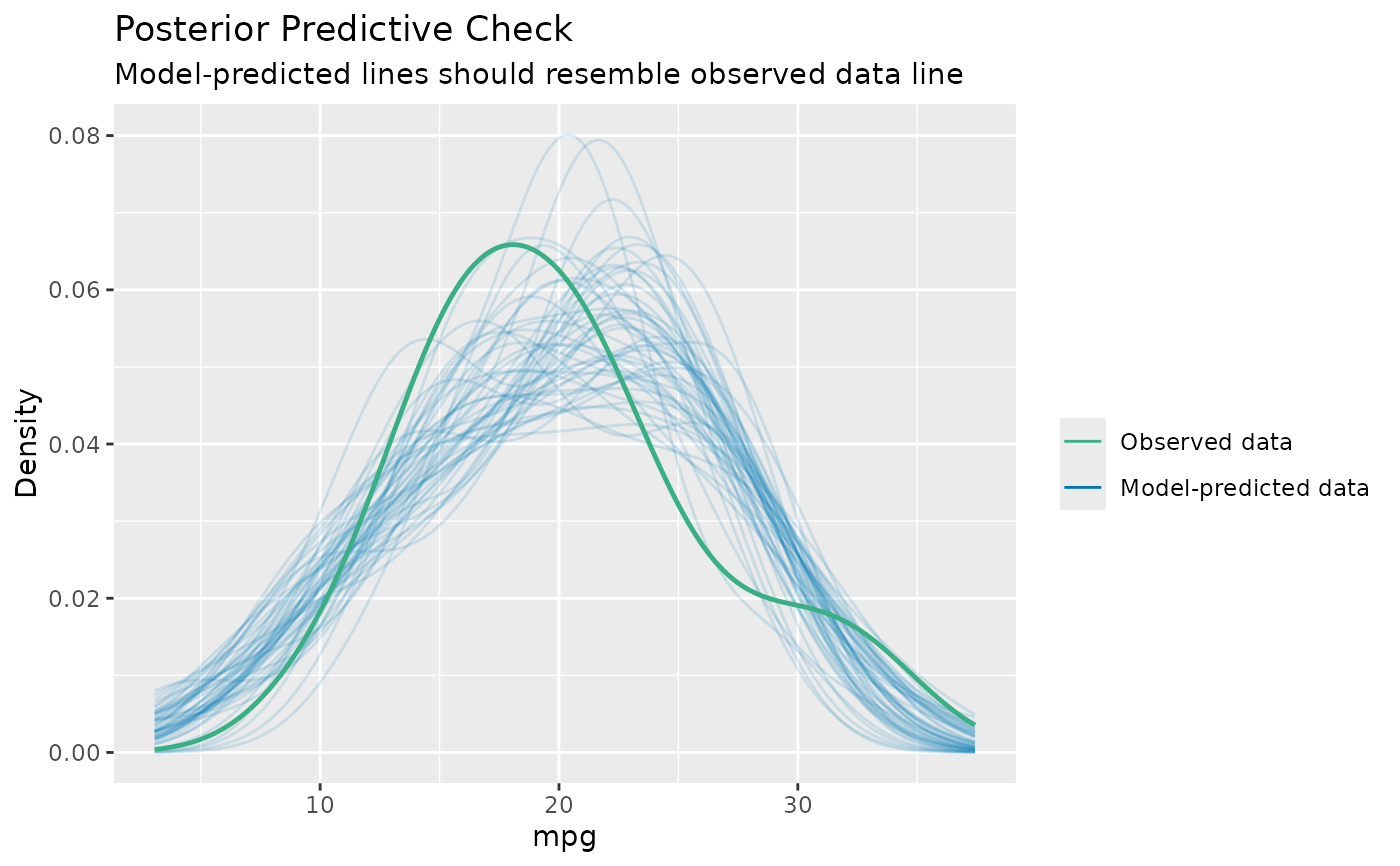 Posterior Predictive Check
Model-predicted lines should resemble observed data line
0.08
0.06
0.04
0.02
0.00
Density
10 20 30
mpg
Observed data
Model-predicted data